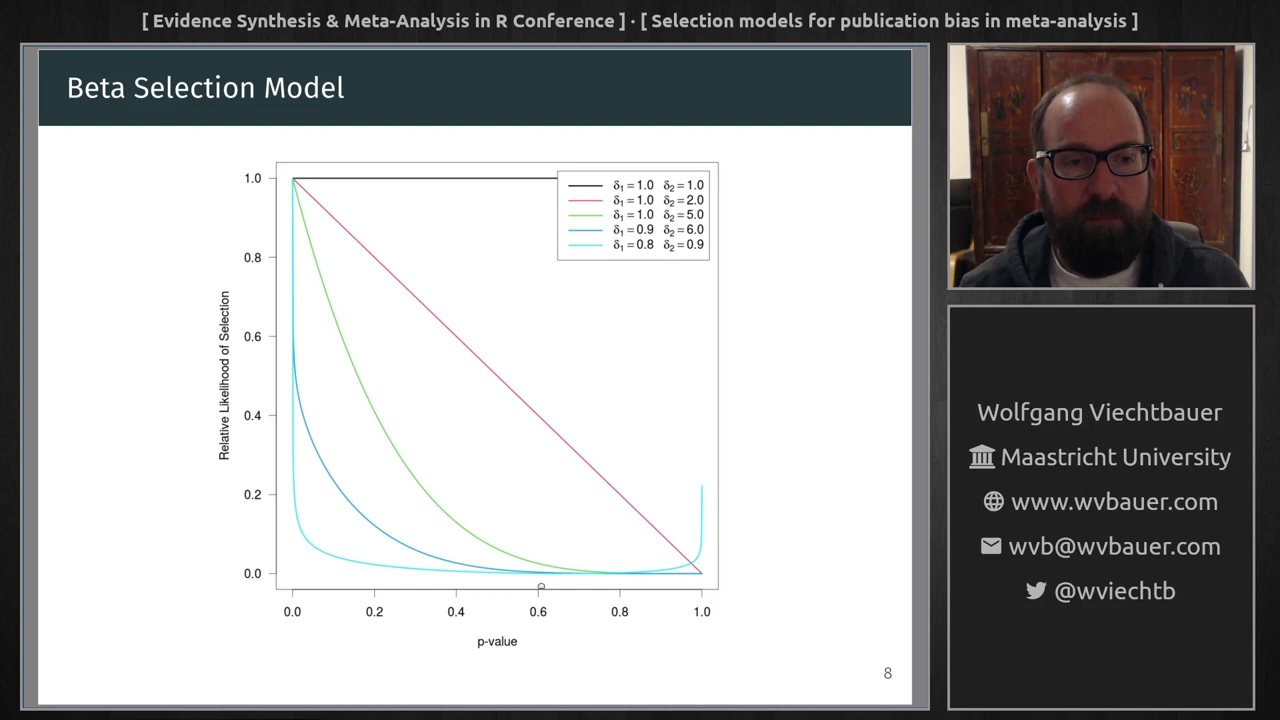 [ Evidence Synthesis & Meta-Analysis in R Conference ] · [ Selection models for publication bias in meta-analysis ]
Beta Selection Model
1.0
0.8
0.6
0.4
0.2
0.0
Relative Likelihood of Selection
δ₁ = 1.0 δ₂ = 1.0
δ₁ = 1.0 δ₂ = 2.0
δ₁ = 1.0 δ₂ = 5.0
δ₁ = 0.9 δ₂ = 6.0
δ₁ = 0.8 δ₂ = 0.9
0.0 0.2 0.4 0.6 0.8 1.0
p-value
8
Wolfgang Viechtbauer
Maastricht University
www.wvbauer.com
wvb@wvbauer.com
@wviechtb